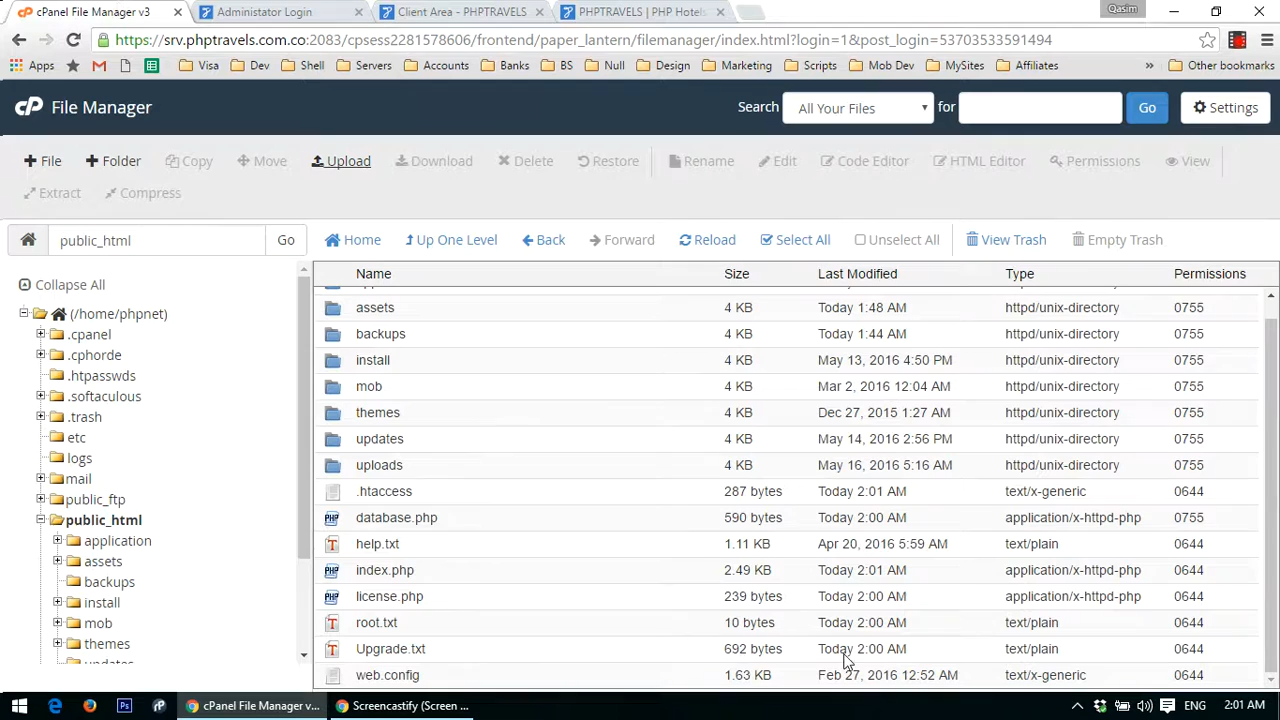 cPanel File Manager v3
Administator Login
Client Area - PHPTRAVELS
PHPTRAVELS | PHP Hotels
Qasim
https://srv.phptravels.com.co:2083/cpsess2281578606/frontend/paper_lantern/filemanager/index.html?login=1&post_login=53703533591494
Apps Visa Dev Shell Servers Accounts Banks BS Null Design Marketing Scripts Mob Dev MySites Affiliates » Other bookmarks
cP File Manager Search All Your Files for Go Settings
File Folder Copy Move Upload Download Delete Restore Rename Edit Code Editor HTML Editor Permissions View
Extract Compress
public_html Go Home Up One Level Back Forward Reload Select All Unselect All View Trash Empty Trash
Name Size Last Modified Type Permissions
assets 4 KB Today 1:48 AM httpd/unix-directory 0755
backups 4 KB Today 1:44 AM httpd/unix-directory 0755
install 4 KB May 13, 2016 4:50 PM httpd/unix-directory 0755
mob 4 KB Mar 2, 2016 12:04 AM httpd/unix-directory 0755
themes 4 KB Dec 27, 2015 1:27 AM httpd/unix-directory 0755
updates 4 KB May 14, 2016 2:56 PM httpd/unix-directory 0755
uploads 4 KB May 16, 2016 5:16 AM httpd/unix-directory 0755
.htaccess 287 bytes Today 2:01 AM text/x-generic 0644
database.php 590 bytes Today 2:00 AM application/x-httpd-php 0755
help.txt 1.11 KB Apr 20, 2016 5:59 AM text/plain 0644
index.php 2.49 KB Today 2:01 AM application/x-httpd-php 0644
license.php 239 bytes Today 2:00 AM application/x-httpd-php 0644
root.txt 10 bytes Today 2:00 AM text/plain 0644
Upgrade.txt 692 bytes Today 2:00 AM text/plain 0644
web.config 1.63 KB Feb 27, 2016 12:52 AM text/x-generic 0644
Collapse All
(/home/phpnet)
.cpanel
.cphorde
.htpasswds
.softaculous
.trash
etc
logs
mail
public_ftp
public_html
application
assets
backups
install
mob
themes
updates
cPanel File Manager v... Screencastify (Screen ... ENG 2:01 AM